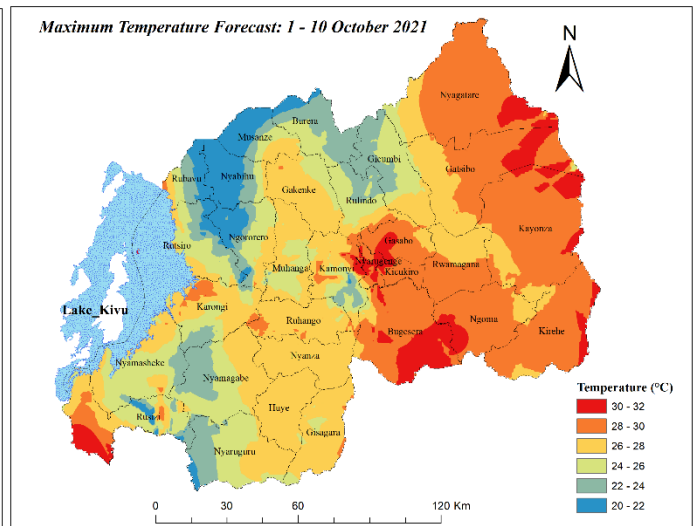 Maximum Temperature Forecast: 1 - 10 October 2021
N
Nyagatare
Burera
Musanze
Gicumbi
Rubavu
Nyabihu
Gatsibo
Gakenke
Rulindo
Kayonza
Rutsiro
Ngororero
Gasabo
Muhanga
Kamonyi
Nyarugenge
Kicukiro
Rwamagana
Lake_Kivu
Karongi
Ruhango
Bugesera
Ngoma
Kirehe
Nyamasheke
Nyanza
Nyamagabe
Huye
Rusizi
Gisagara
Nyaruguru
Temperature (°C)
30 - 32
28 - 30
26 - 28
24 - 26
22 - 24
20 - 22
0 30 60 120 Km